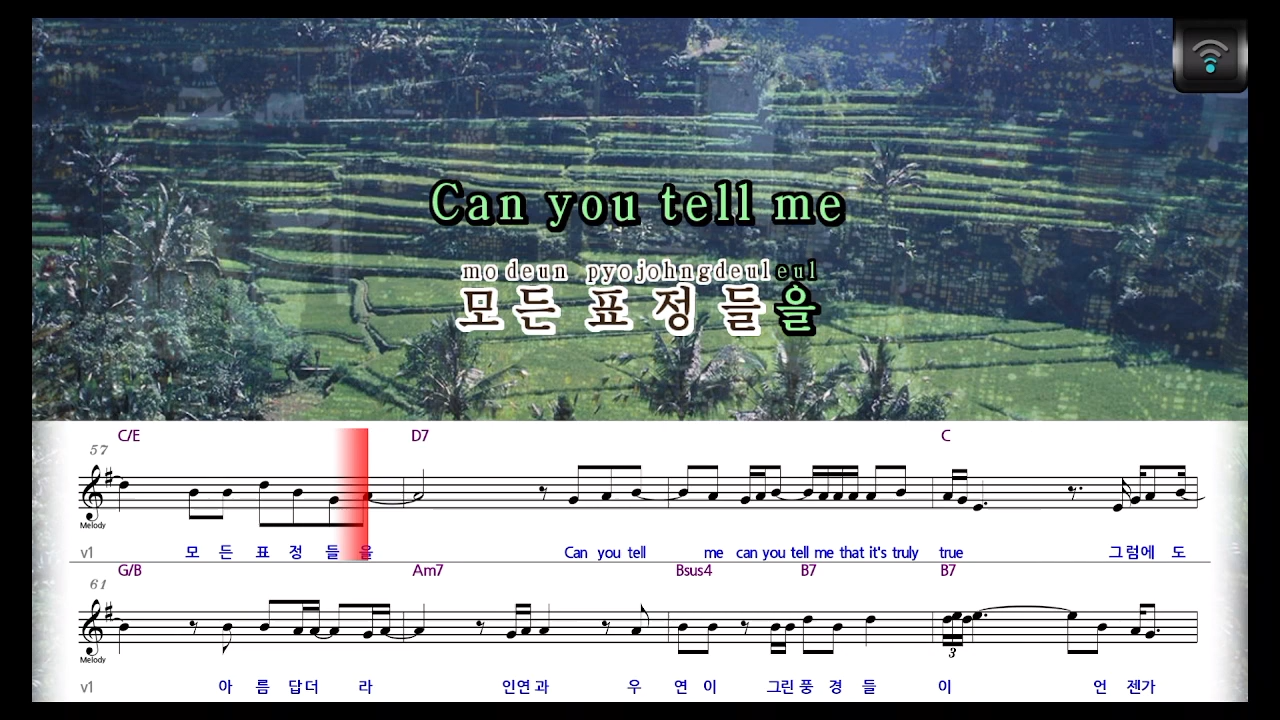 Can you tell me
mo deun pyojohngdeuleul
모든 표정들을
C/E D7 C
57
Melody
v1 모 든 표 정 들 을 Can you tell me can you tell me that it's truly true 그럼에 도
G/B Am7 Bsus4 B7 B7
61
3
Melody
v1 아 름 답더 라 인연과 우 연 이 그린 풍 경 들 이 언 젠가